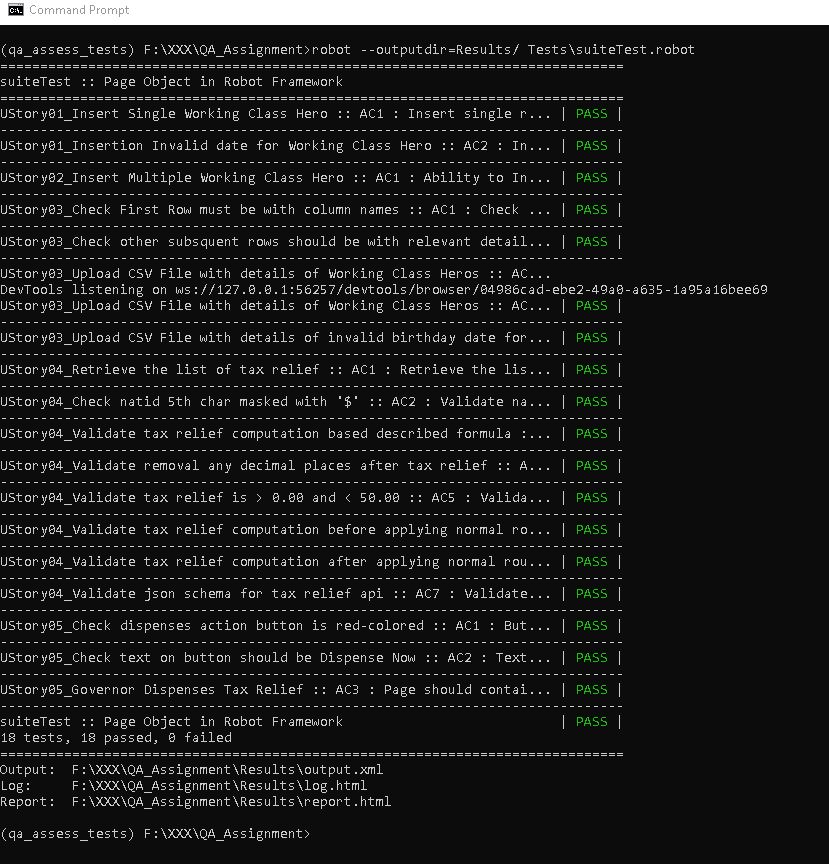 Command Prompt
(qa_assess_tests) F:\XXX\QA_Assignment>robot --outputdir=Results/ Tests\suiteTest.robot
==============================================================================
suiteTest :: Page Object in Robot Framework
==============================================================================
UStory01_Insert Single Working Class Hero :: AC1 : Insert single r... | PASS |
------------------------------------------------------------------------------
UStory01_Insertion Invalid date for Working Class Hero :: AC2 : In... | PASS |
------------------------------------------------------------------------------
UStory02_Insert Multiple Working Class Hero :: AC1 : Ability to In... | PASS |
------------------------------------------------------------------------------
UStory03_Check First Row must be with column names :: AC1 : Check ... | PASS |
------------------------------------------------------------------------------
UStory03_Check other subsquent rows should be with relevant detail... | PASS |
------------------------------------------------------------------------------
UStory03_Upload CSV File with details of Working Class Heros :: AC...
DevTools listening on ws://127.0.0.1:56257/devtools/browser/04986cad-ebe2-49a0-a635-1a95a16bee69
UStory03_Upload CSV File with details of Working Class Heros :: AC... | PASS |
------------------------------------------------------------------------------
UStory03_Upload CSV File with details of invalid birthday date for... | PASS |
------------------------------------------------------------------------------
UStory04_Retrieve the list of tax relief :: AC1 : Retrieve the lis... | PASS |
------------------------------------------------------------------------------
UStory04_Check natid 5th char masked with '$' :: AC2 : Validate na... | PASS |
------------------------------------------------------------------------------
UStory04_Validate tax relief computation based described formula :... | PASS |
------------------------------------------------------------------------------
UStory04_Validate removal any decimal places after tax relief :: A... | PASS |
------------------------------------------------------------------------------
UStory04_Validate tax relief is > 0.00 and < 50.00 :: AC5 : Valida... | PASS |
------------------------------------------------------------------------------
UStory04_Validate tax relief computation before applying normal ro... | PASS |
------------------------------------------------------------------------------
UStory04_Validate tax relief computation after applying normal rou... | PASS |
------------------------------------------------------------------------------
UStory04_Validate json schema for tax relief api :: AC7 : Validate... | PASS |
------------------------------------------------------------------------------
UStory05_Check dispenses action button is red-colored :: AC1 : But... | PASS |
------------------------------------------------------------------------------
UStory05_Check text on button should be Dispense Now :: AC2 : Text... | PASS |
------------------------------------------------------------------------------
UStory05_Governor Dispenses Tax Relief :: AC3 : Page should contai... | PASS |
------------------------------------------------------------------------------
suiteTest :: Page Object in Robot Framework | PASS |
18 tests, 18 passed, 0 failed
==============================================================================
Output: F:\XXX\QA_Assignment\Results\output.xml
Log: F:\XXX\QA_Assignment\Results\log.html
Report: F:\XXX\QA_Assignment\Results\report.html
(qa_assess_tests) F:\XXX\QA_Assignment>